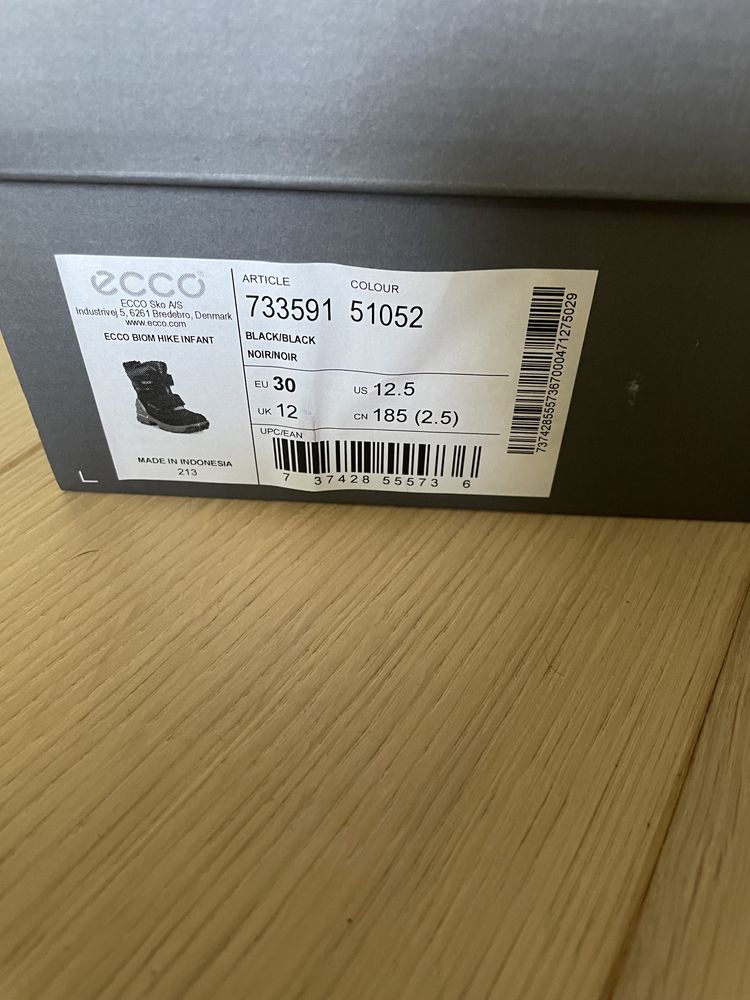 ecco®
ECCO Sko A/S
Industrivej 5, 6261 Bredebro, Denmark
www.ecco.com
ECCO BIOM HIKE INFANT
MADE IN INDONESIA
213
ARTICLE COLOUR
733591 51052
BLACK/BLACK
NOIR/NOIR
EU 30 US 12.5
UK 12 CN 185 (2.5)
UPC/EAN
7 37428 55573 6
737428555736700047127502​9